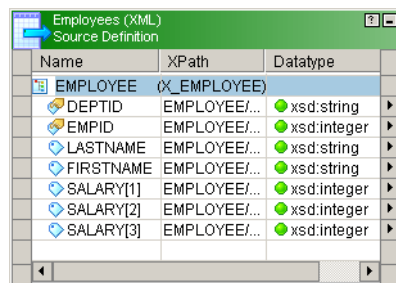 Employees (XML)
Source Definition
Name XPath Datatype
EMPLOYEE (X_EMPLOYEE)
DEPTID EMPLOYEE/... xsd:string
EMPID EMPLOYEE/... xsd:integer
LASTNAME EMPLOYEE/... xsd:string
FIRSTNAME EMPLOYEE/... xsd:string
SALARY[1] EMPLOYEE/... xsd:integer
SALARY[2] EMPLOYEE/... xsd:integer
SALARY[3] EMPLOYEE/... xsd:integer